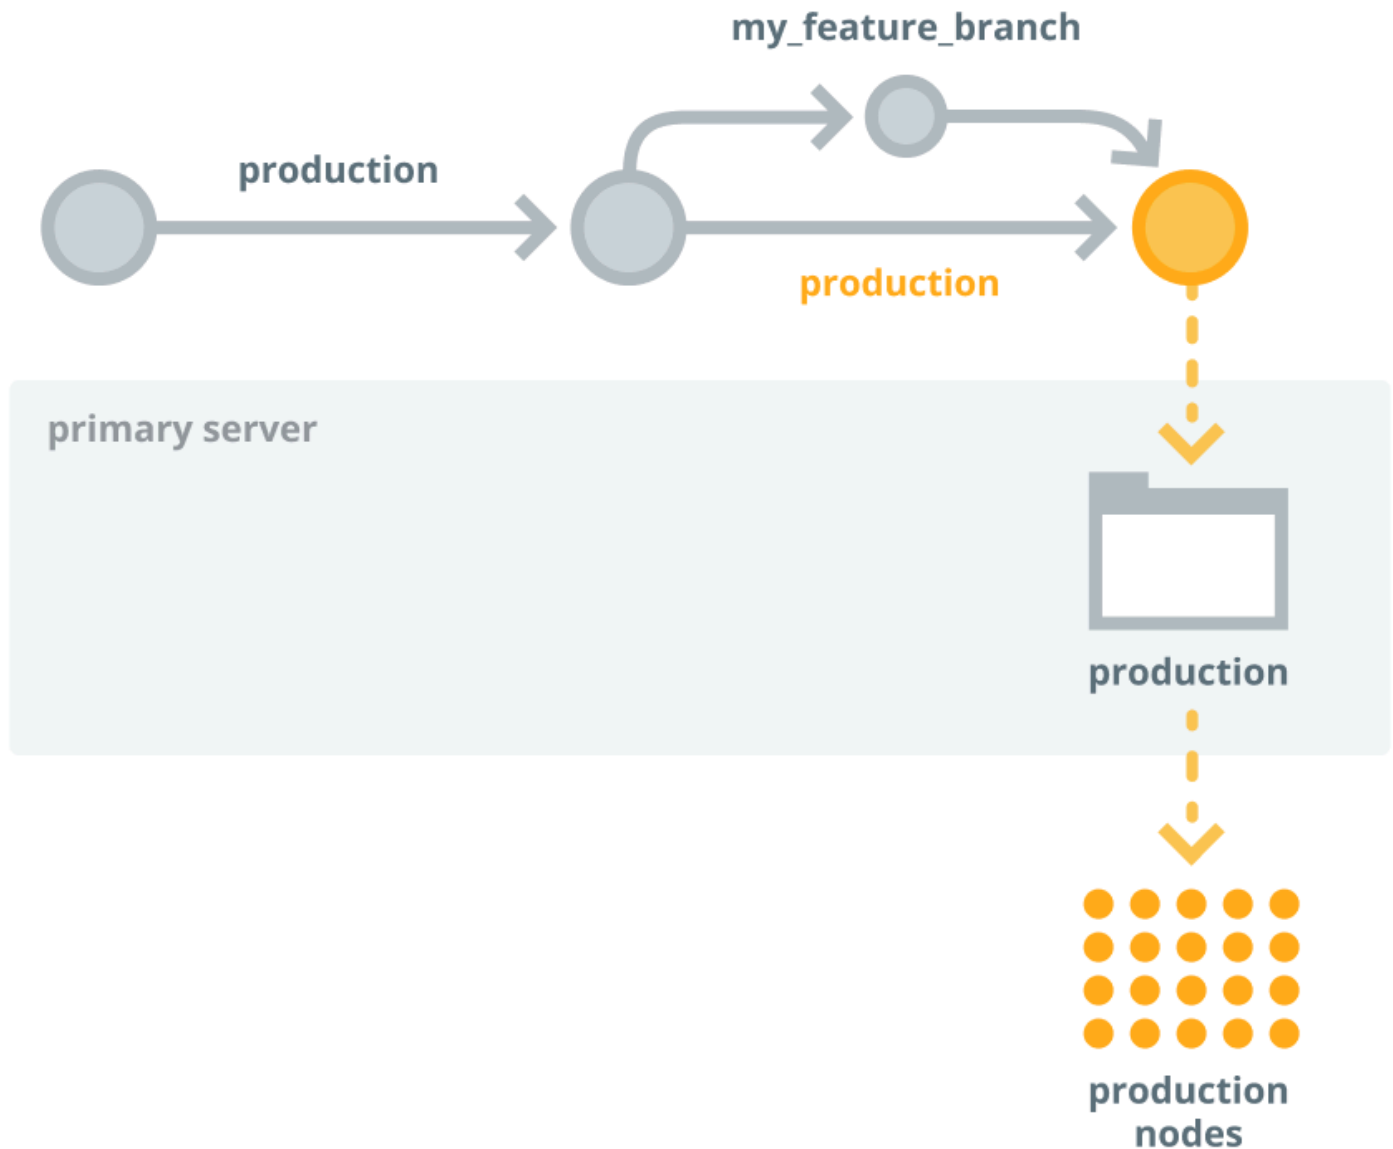 my_feature_branch
production
production
primary server
production
production
nodes